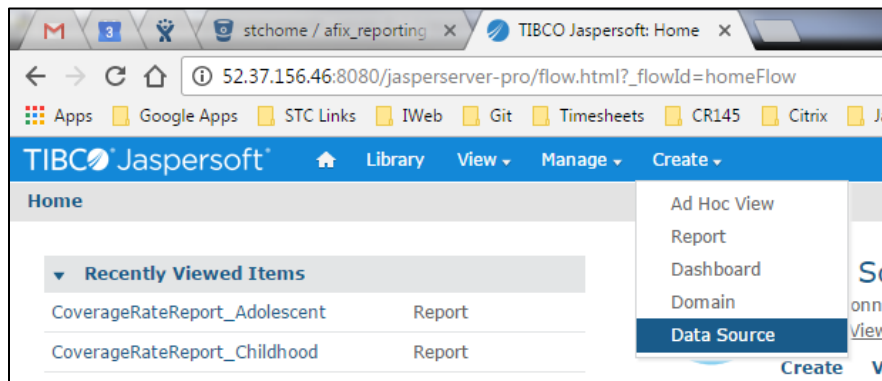 3 stchome / afix_reporting TIBCO Jaspersoft: Home
52.37.156.46:8080/jasperserver-pro/flow.html?_flowId=homeFlow
Apps Google Apps STC Links IWeb Git Timesheets CR145 Citrix
TIBCO Jaspersoft Library View Manage Create
Home
Ad Hoc View
Report
Dashboard
Domain
Data Source
Recently Viewed Items
CoverageRateReport_Adolescent Report
CoverageRateReport_Childhood Report
Create